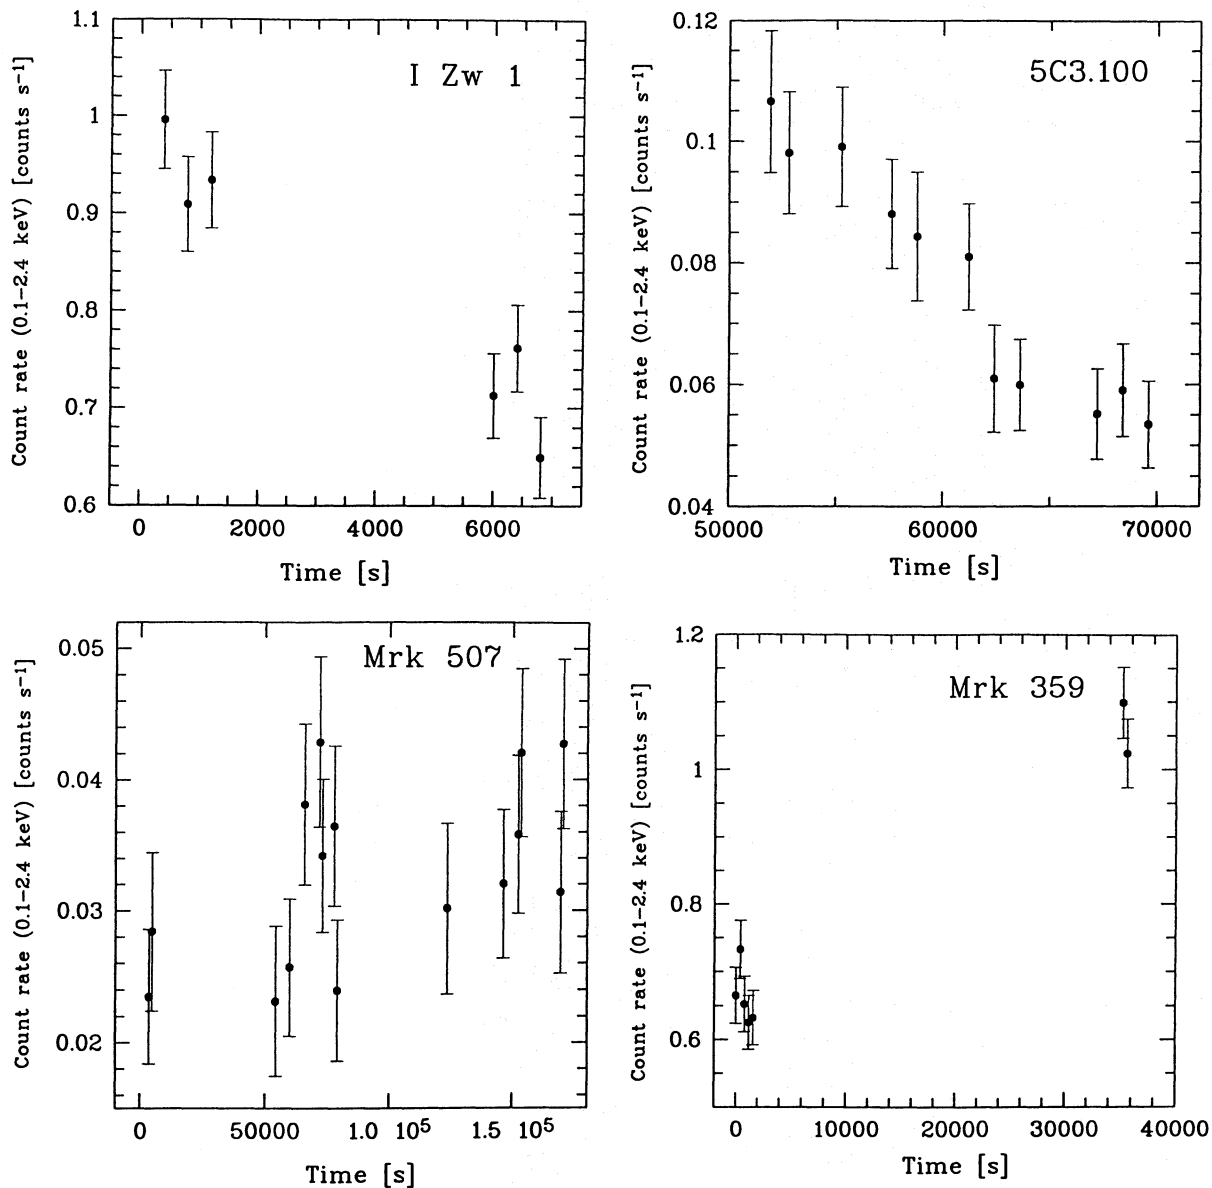 I Zw 1
Count rate (0.1−2.4 keV) [counts s⁻¹]
1.1
1
0.9
0.8
0.7
0.6
0 2000 4000 6000
Time [s]
5C3.100
Count rate (0.1−2.4 keV) [counts s⁻¹]
0.12
0.1
0.08
0.06
0.04
50000 60000 70000
Time [s]
Mrk 507
Count rate (0.1−2.4 keV) [counts s⁻¹]
0.05
0.04
0.03
0.02
0 50000 1.0 10⁵ 1.5 10⁵
Time [s]
Mrk 359
Count rate (0.1−2.4 keV) [counts s⁻¹]
1.2
1
0.8
0.6
0 10000 20000 30000 40000
Time [s]